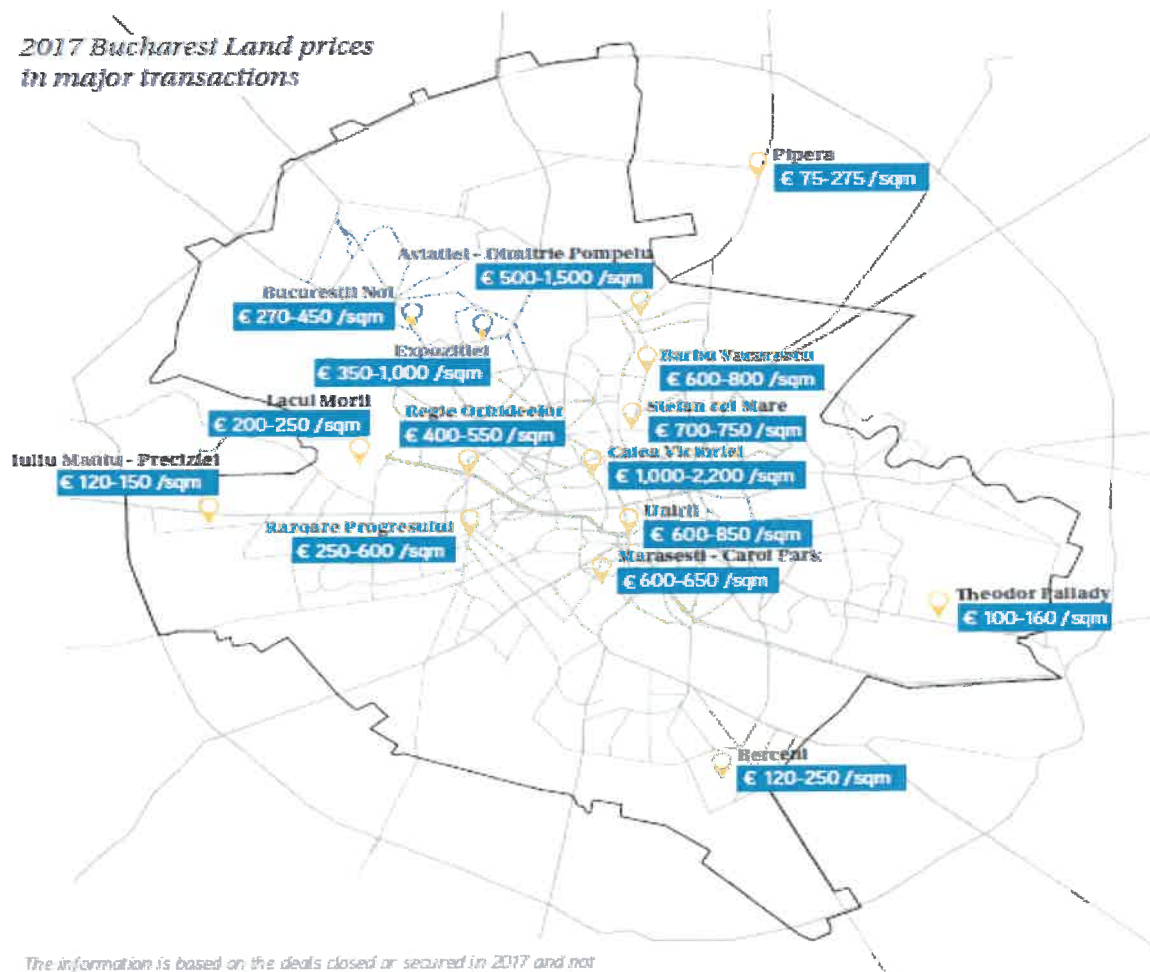 2017 Bucharest Land prices
in major transactions
Pipera
€ 75-275 /sqm
Aviatiei - Dimitrie Pompeiu
€ 500-1,500 /sqm
Bucurestii Noi
€ 270-450 /sqm
Expozitiei
€ 350-1,000 /sqm
Barbu Vacarescu
€ 600-800 /sqm
Lacul Morii
€ 200-250 /sqm
Regie Orhideelor
€ 400-550 /sqm
Stefan cel Mare
€ 700-750 /sqm
Iuliu Maniu - Preciziei
€ 120-150 /sqm
Calea Victoriei
€ 1,000-2,200 /sqm
Razoare Progresului
€ 250-600 /sqm
Unirii
€ 600-850 /sqm
Marasesti - Carol Park
€ 600-650 /sqm
Theodor Pallady
€ 100-160 /sqm
Berceni
€ 120-250 /sqm
The information is based on the deals closed or secured in 2017 and not